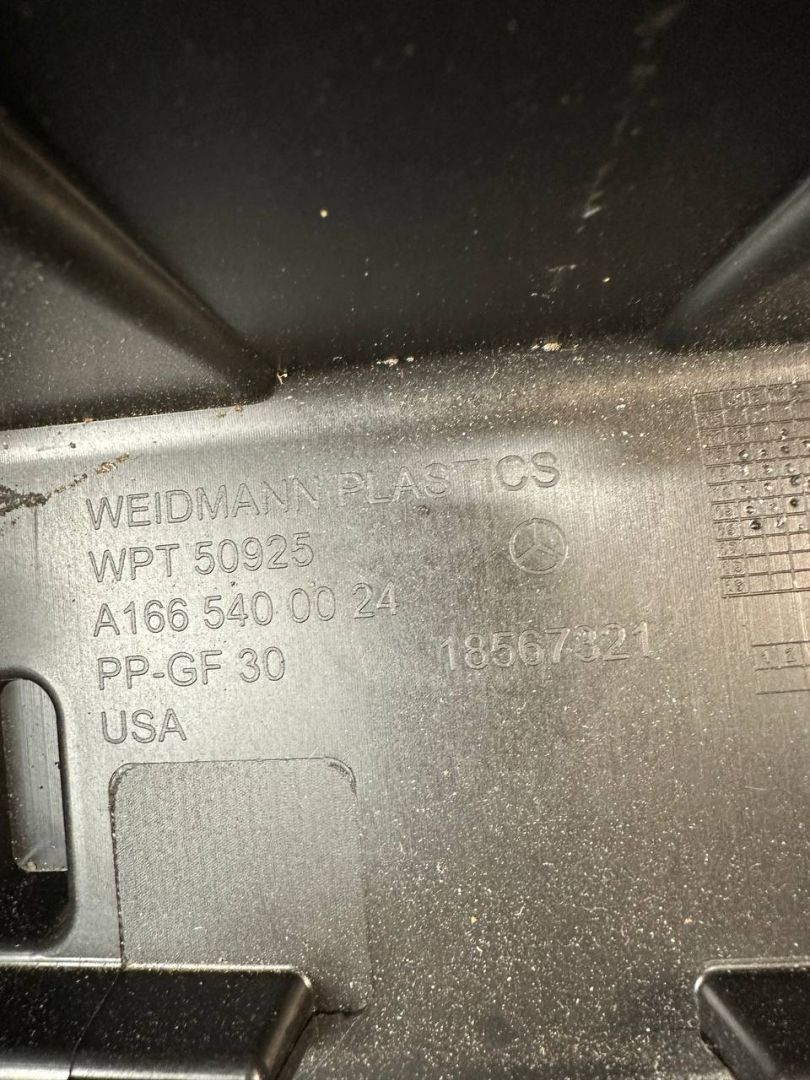 WEIDMANN PLASTICS
WPT 50925
A166 540 00 24
PP-GF 30
18567321
USA